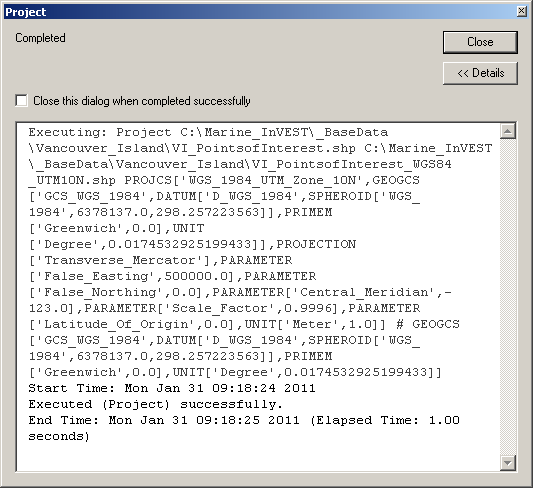 Project
Completed
Close
<< Details
Close this dialog when completed successfully
Executing: Project C:\Marine_InVEST\_BaseData
\Vancouver_Island\VI_PointsofInterest.shp C:\Marine_InVEST
\_BaseData\Vancouver_Island\VI_PointsofInterest_WGS84
_UTM10N.shp PROJCS['WGS_1984_UTM_Zone_10N',GEOGCS
['GCS_WGS_1984',DATUM['D_WGS_1984',SPHEROID['WGS_
1984',6378137.0,298.257223563]],PRIMEM
['Greenwich',0.0],UNIT
['Degree',0.0174532925199433]],PROJECTION
['Transverse_Mercator'],PARAMETER
['False_Easting',500000.0],PARAMETER
['False_Northing',0.0],PARAMETER['Central_Meridian',-
123.0],PARAMETER['Scale_Factor',0.9996],PARAMETER
['Latitude_Of_Origin',0.0],UNIT['Meter',1.0]] # GEOGCS
['GCS_WGS_1984',DATUM['D_WGS_1984',SPHEROID['WGS_
1984',6378137.0,298.257223563]],PRIMEM
['Greenwich',0.0],UNIT['Degree',0.0174532925199433]]
Start Time: Mon Jan 31 09:18:24 2011
Executed (Project) successfully.
End Time: Mon Jan 31 09:18:25 2011 (Elapsed Time: 1.00
seconds)